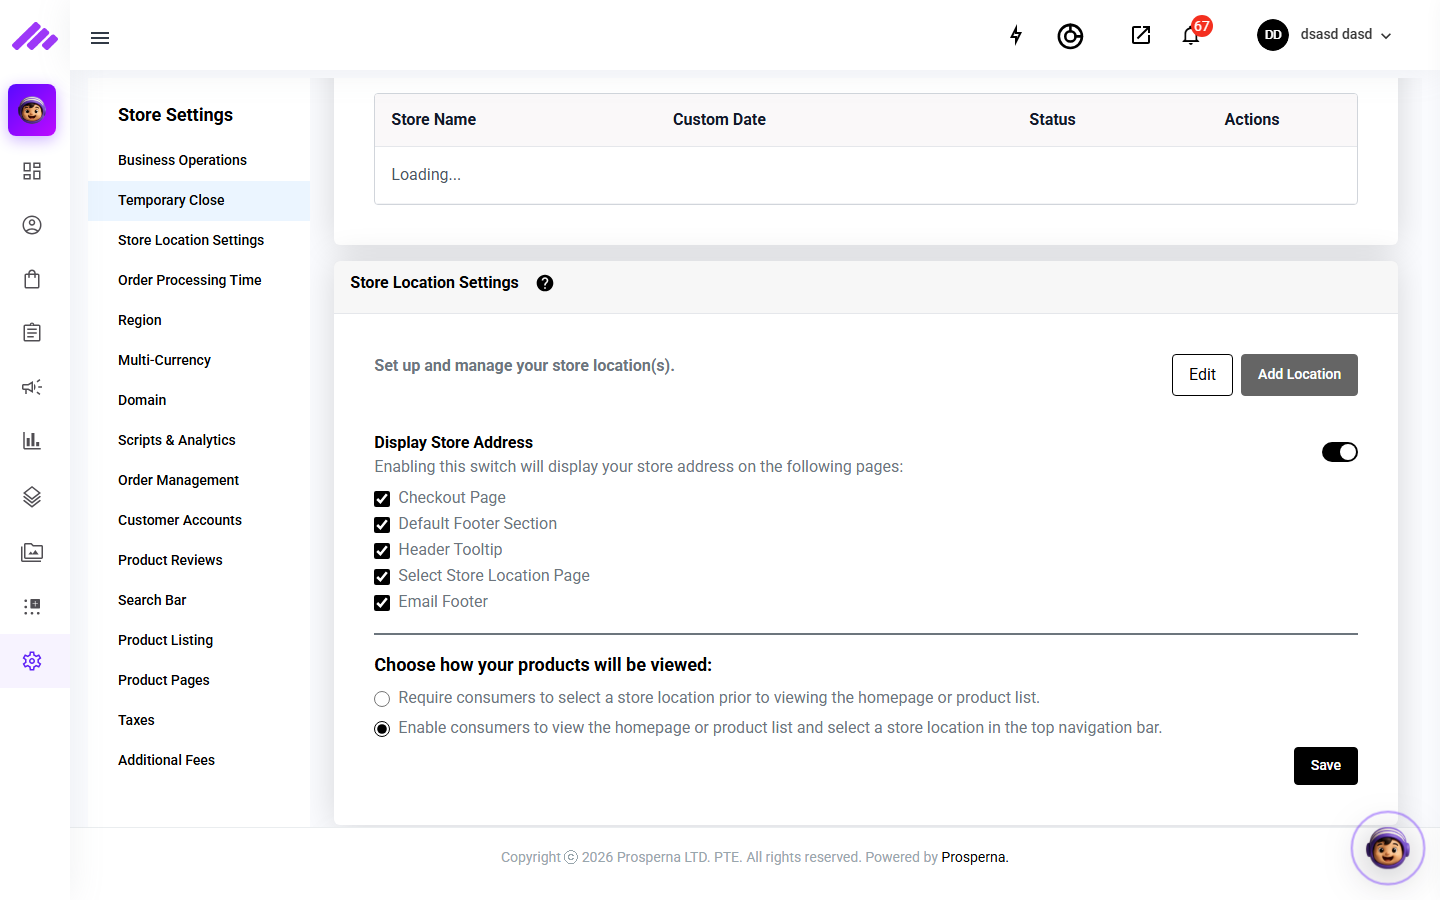 67
DD
dsasd dasd
Store Settings
Business Operations
Temporary Close
Store Location Settings
Order Processing Time
Region
Multi-Currency
Domain
Scripts & Analytics
Order Management
Customer Accounts
Product Reviews
Search Bar
Product Listing
Product Pages
Taxes
Additional Fees
Store Name Custom Date Status Actions
Loading...
Store Location Settings ?
Set up and manage your store location(s).
Edit
Add Location
Display Store Address
Enabling this switch will display your store address on the following pages:
Checkout Page
Default Footer Section
Header Tooltip
Select Store Location Page
Email Footer
Choose how your products will be viewed:
Require consumers to select a store location prior to viewing the homepage or product list.
Enable consumers to view the homepage or product list and select a store location in the top navigation bar.
Save
Copyright © 2026 Prosperna LTD. PTE. All rights reserved. Powered by Prosperna.